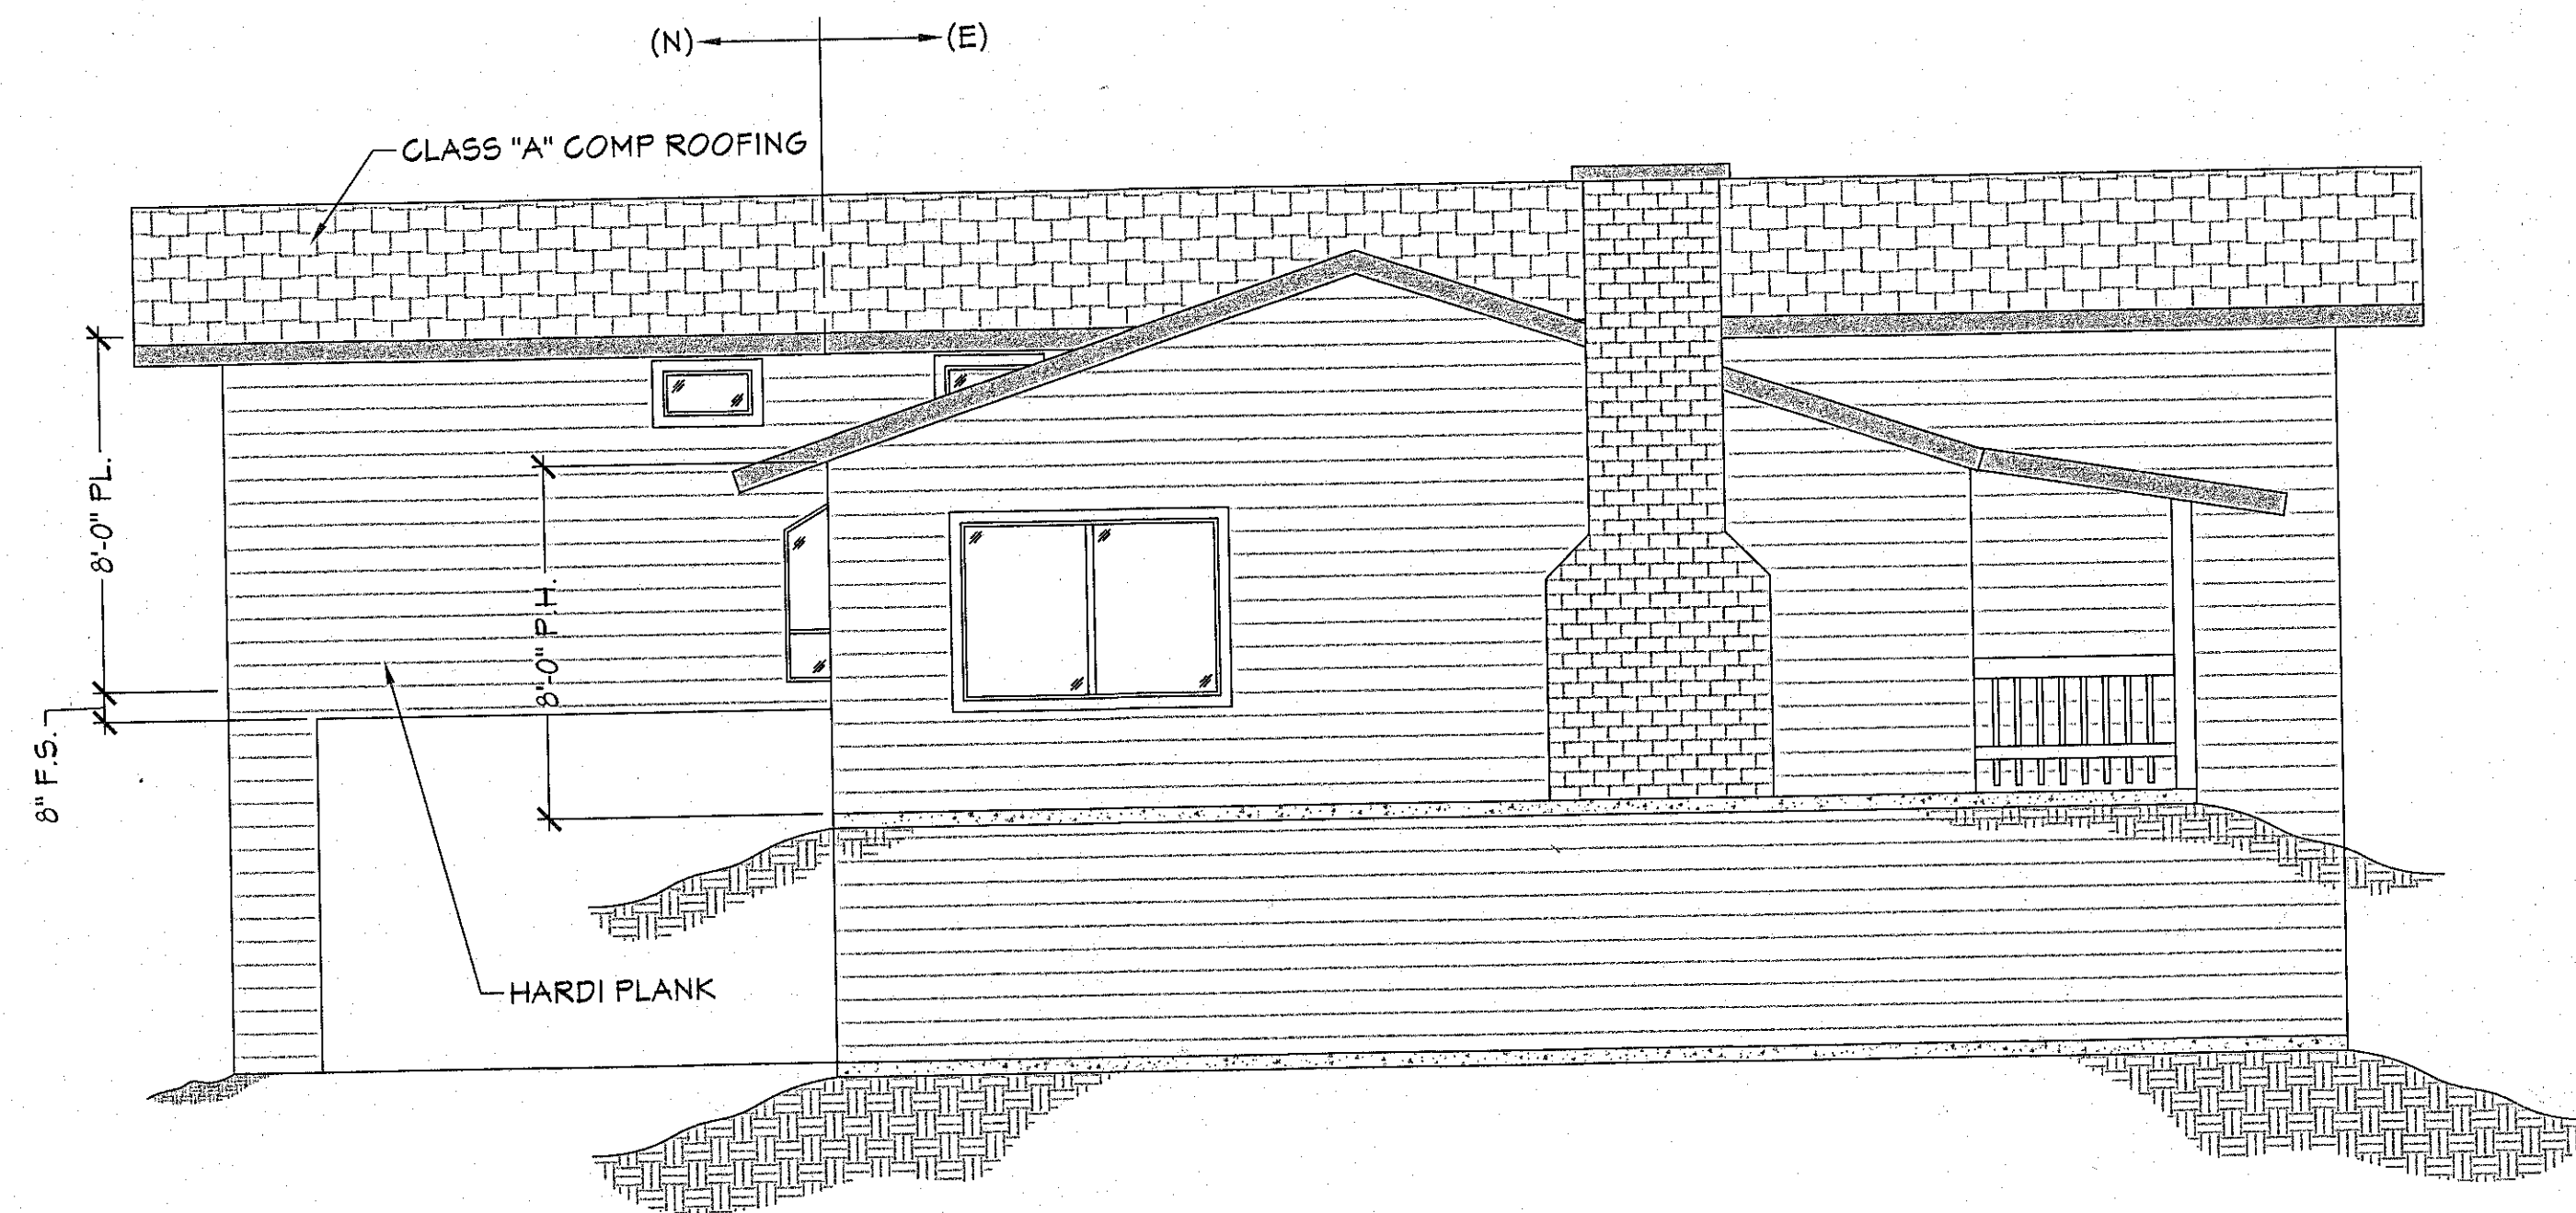 (N) (E)
CLASS "A" COMP ROOFING
8'-0" PL.
8'-0" P.H.
8" F.S.
HARDI PLANK